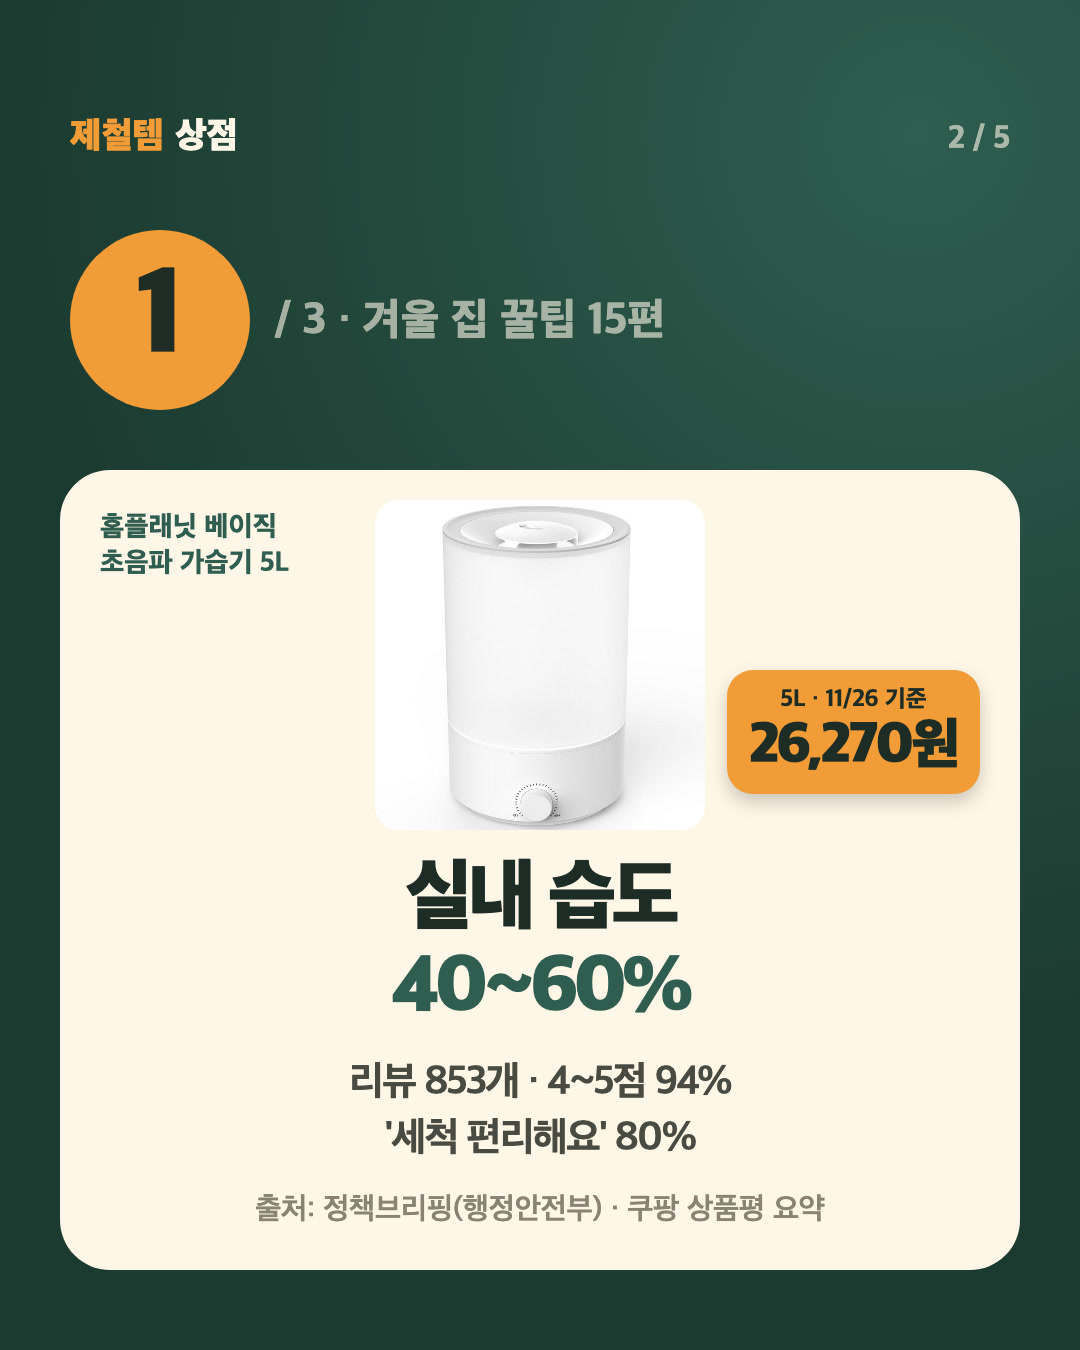 제철템 상점
2 / 5
1
/ 3 · 겨울 집 꿀팁 15편
홈플래닛 베이직
초음파 가습기 5L
5L · 11/26 기준
26,270원
실내 습도
40~60%
리뷰 853개 · 4~5점 94%
'세척 편리해요' 80%
출처: 정책브리핑(행정안전부) · 쿠팡 상품평 요약